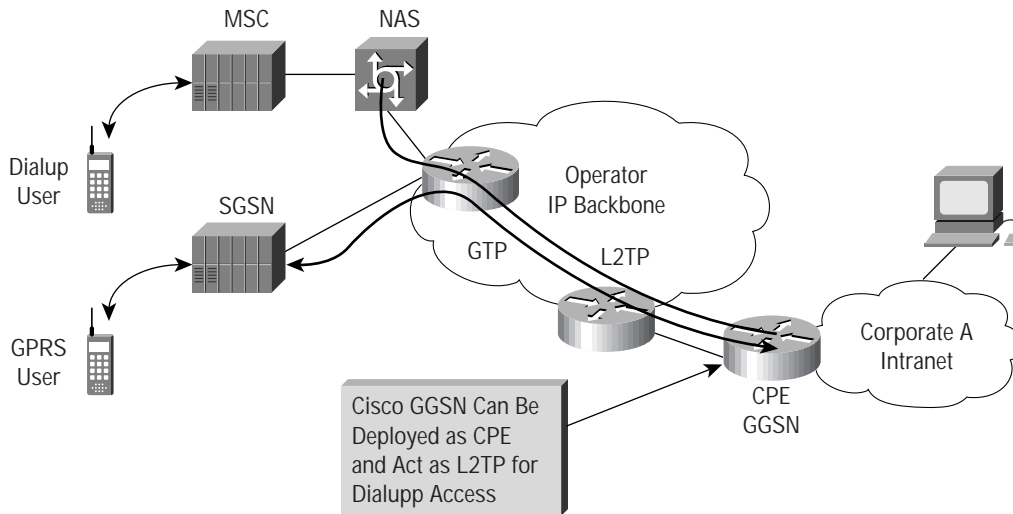 MSC
NAS
Dialup
User
SGSN
Operator
IP Backbone
GTP
L2TP
GPRS
User
Corporate A
Intranet
CPE
GGSN
Cisco GGSN Can Be
Deployed as CPE
and Act as L2TP for
Dialupp Access